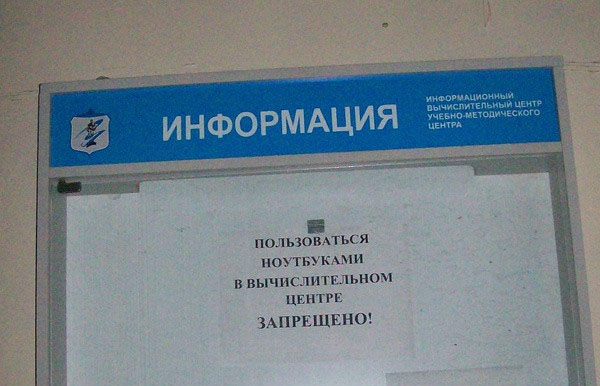 ИНФОРМАЦИЯ
ИНФОРМАЦИОННЫЙ
ВЫЧИСЛИТЕЛЬНЫЙ ЦЕНТР
УЧЕБНО-МЕТОДИЧЕСКОГО
ЦЕНТРА
ПОЛЬЗОВАТЬСЯ
НОУТБУКАМИ
В ВЫЧИСЛИТЕЛЬНОМ
ЦЕНТРЕ
ЗАПРЕЩЕНО!